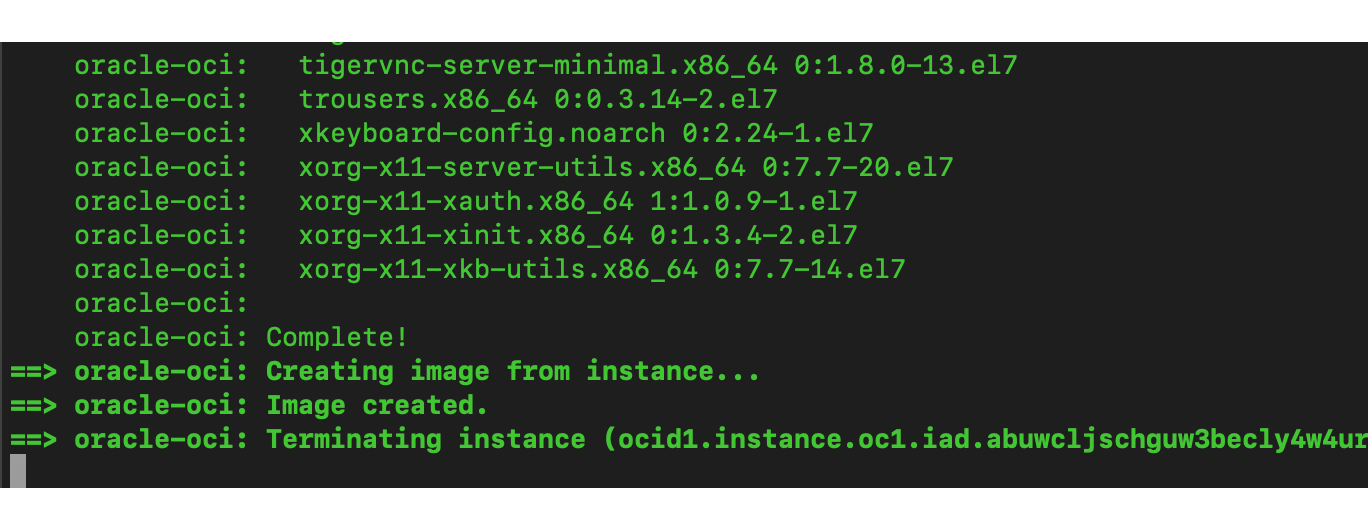 oracle-oci:   tigervnc-server-minimal.x86_64 0:1.8.0-13.el7
oracle-oci:   trousers.x86_64 0:0.3.14-2.el7
oracle-oci:   xkeyboard-config.noarch 0:2.24-1.el7
oracle-oci:   xorg-x11-server-utils.x86_64 0:7.7-20.el7
oracle-oci:   xorg-x11-xauth.x86_64 1:1.0.9-1.el7
oracle-oci:   xorg-x11-xinit.x86_64 0:1.3.4-2.el7
oracle-oci:   xorg-x11-xkb-utils.x86_64 0:7.7-14.el7
oracle-oci:
oracle-oci: Complete!
==> oracle-oci: Creating image from instance...
==> oracle-oci: Image created.
==> oracle-oci: Terminating instance (ocid1.instance.oc1.iad.abuwcljschguw3becly4w4ur